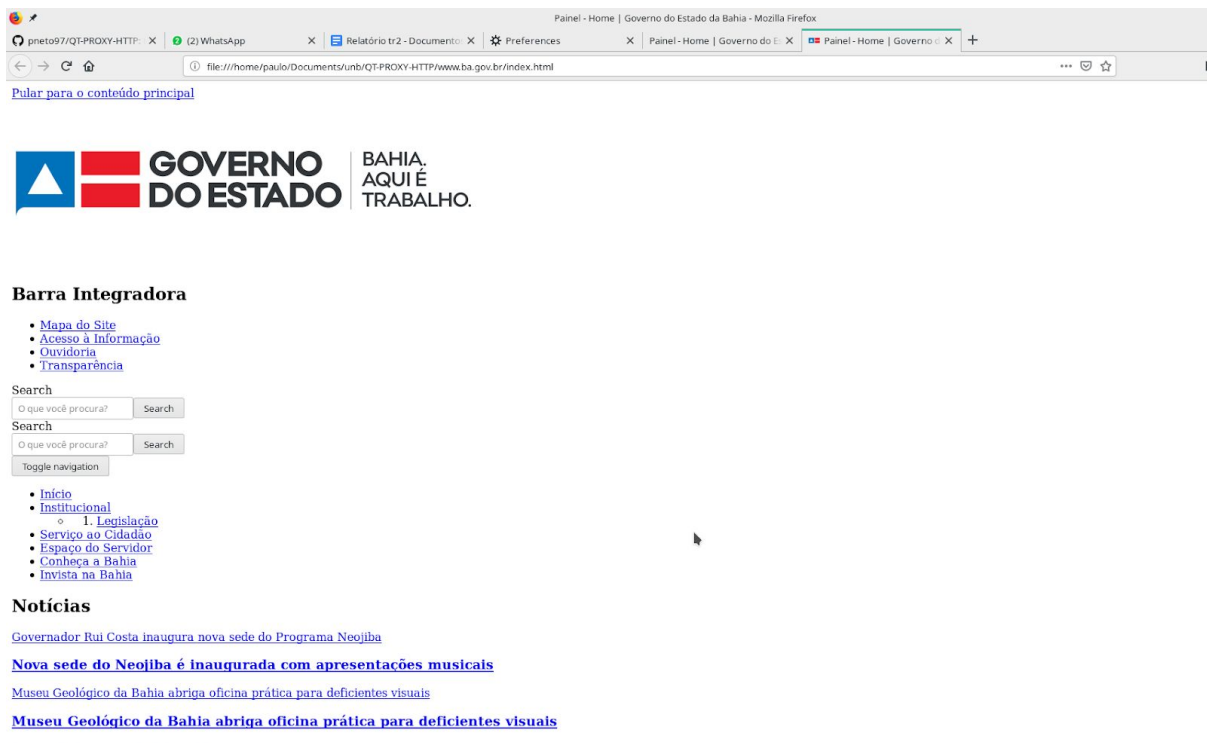 Painel - Home | Governo do Estado da Bahia - Mozilla Firefox
pneto97/QT-PROXY-HTTP:
(2) WhatsApp
Relatório tr2 - Documento
Preferences
Painel - Home | Governo do E
Painel - Home | Governo d
file:///home/paulo/Documents/unb/QT-PROXY-HTTP/www.ba.gov.br/index.html
Pular para o conteúdo principal
GOVERNO
DO ESTADO
BAHIA.
AQUI É
TRABALHO.
Barra Integradora
Mapa do Site
Acesso à Informação
Ouvidoria
Transparência
Search
O que você procura? Search
Search
O que você procura? Search
Toggle navigation
Início
Institucional
1. Legislação
Serviço ao Cidadão
Espaço do Servidor
Conheça a Bahia
Invista na Bahia
Notícias
Governador Rui Costa inaugura nova sede do Programa Neojiba
Nova sede do Neojiba é inaugurada com apresentações musicais
Museu Geológico da Bahia abriga oficina prática para deficientes visuais
Museu Geológico da Bahia abriga oficina prática para deficientes visuais